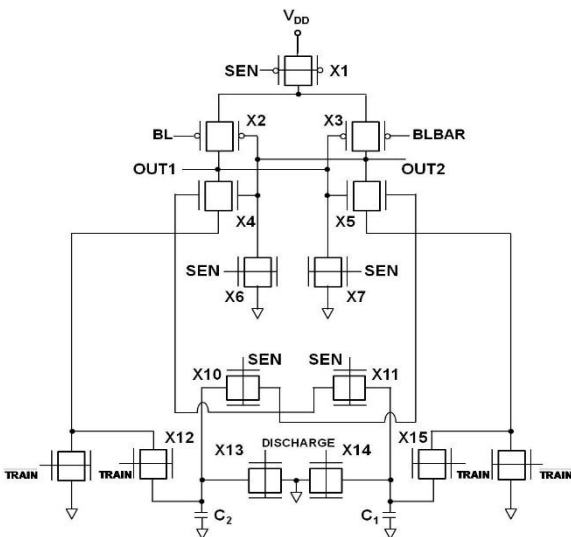 VDD
SEN X1
X2 X3
BL BLBAR
OUT1 OUT2
X4 X5
SEN SEN
X6 X7
SEN SEN
X10 X11
X12 X13 DISCHARGE X14 X15
TRAIN TRAIN TRAIN TRAIN
C2 C1